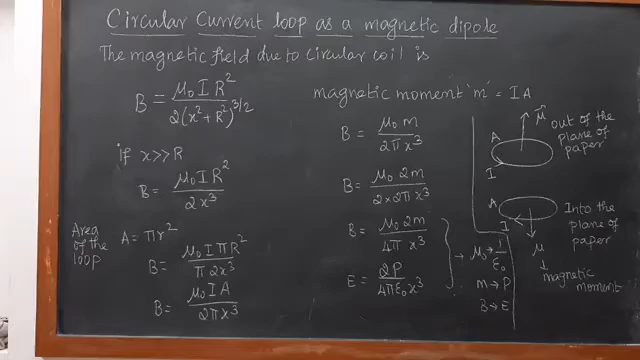 Circular Current loop as a magnetic dipole
The magnetic field due to circular coil is
B = μ₀ I R² / 2(x² + R²)^3/2
if x >> R
B = μ₀ I R² / 2x³
Area of the loop
A = πr²
B = μ₀ I π R² / π 2x³
B = μ₀ I A / 2πx³
magnetic moment 'm' = IA
B = μ₀ m / 2π x³
B = μ₀ 2m / 2×2π x³
B = μ₀ 2m / 4π x³
E = 2P / 4πε₀ x³
→ μ₀ → 1/ε₀
m → P
B → E
A
I
μ⃗
out of the
plane of
paper
A
I
Into the
plane of
paper
μ
↓
magnetic
moment